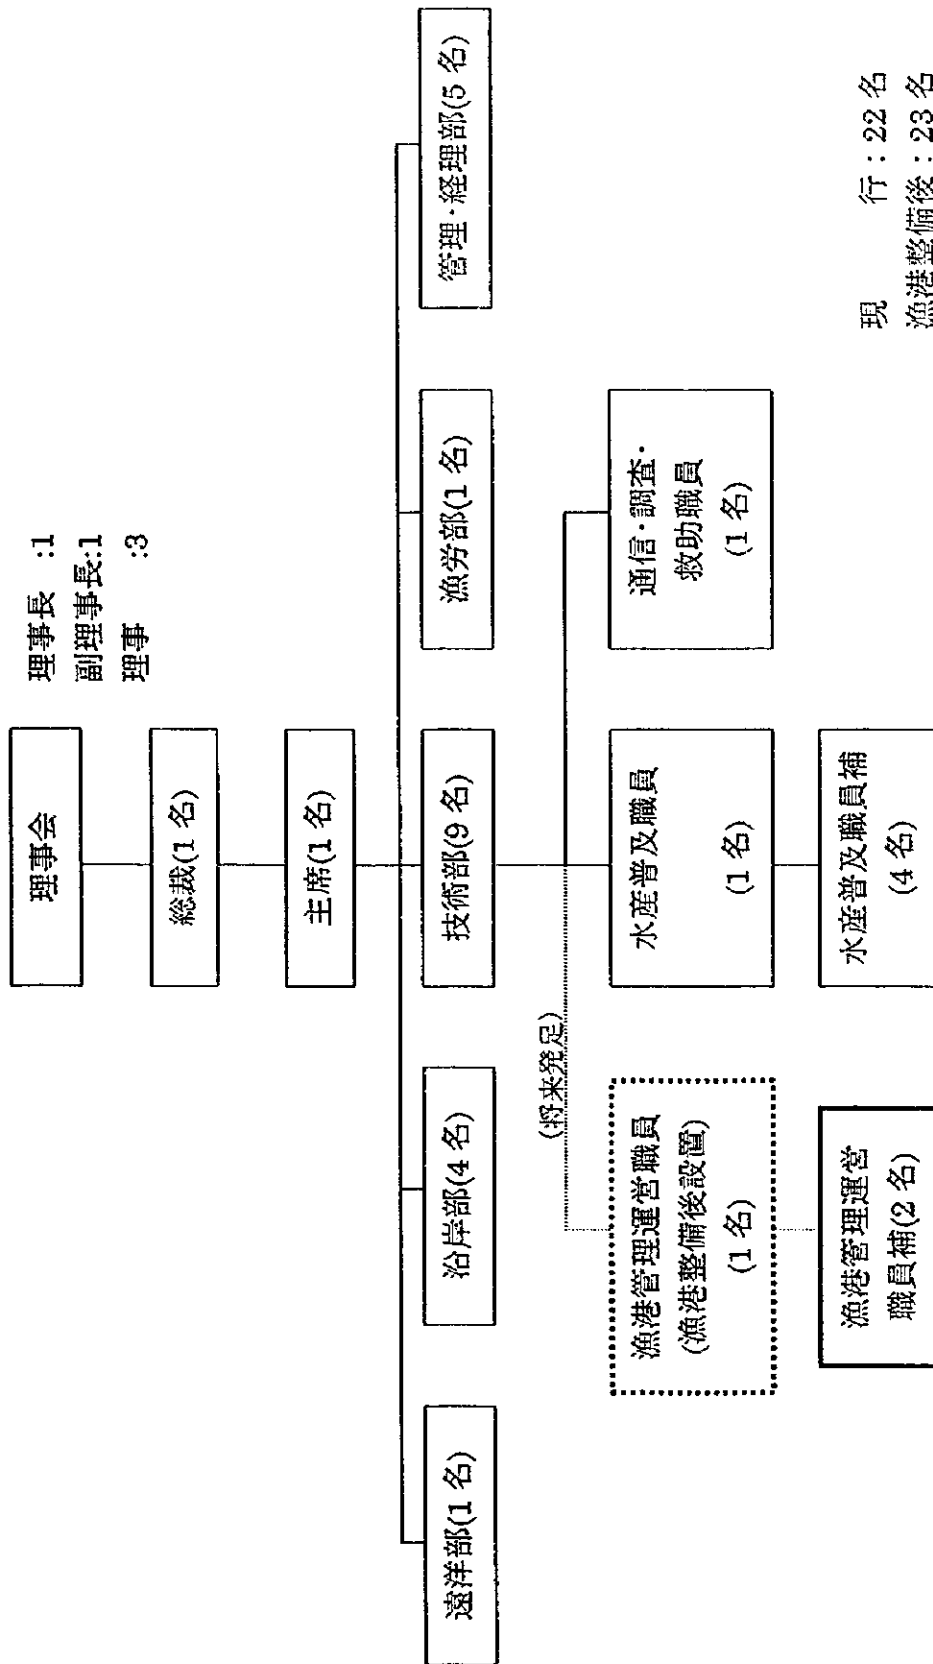 理事会
理事長 :1
副理事長:1
理事 :3
総裁(1名)
主席(1名)
遠洋部(1名)
沿岸部(4名)
技術部(9名)
漁労部(1名)
管理・経理部(5名)
(将来発足)
漁港管理運営職員
(漁港整備後設置)
(1名)
水産普及職員
(1名)
通信・調査・
救助職員
(1名)
漁港管理運営
職員補(2名)
水産普及職員補
(4名)
現 行：22名
漁港整備後：23名